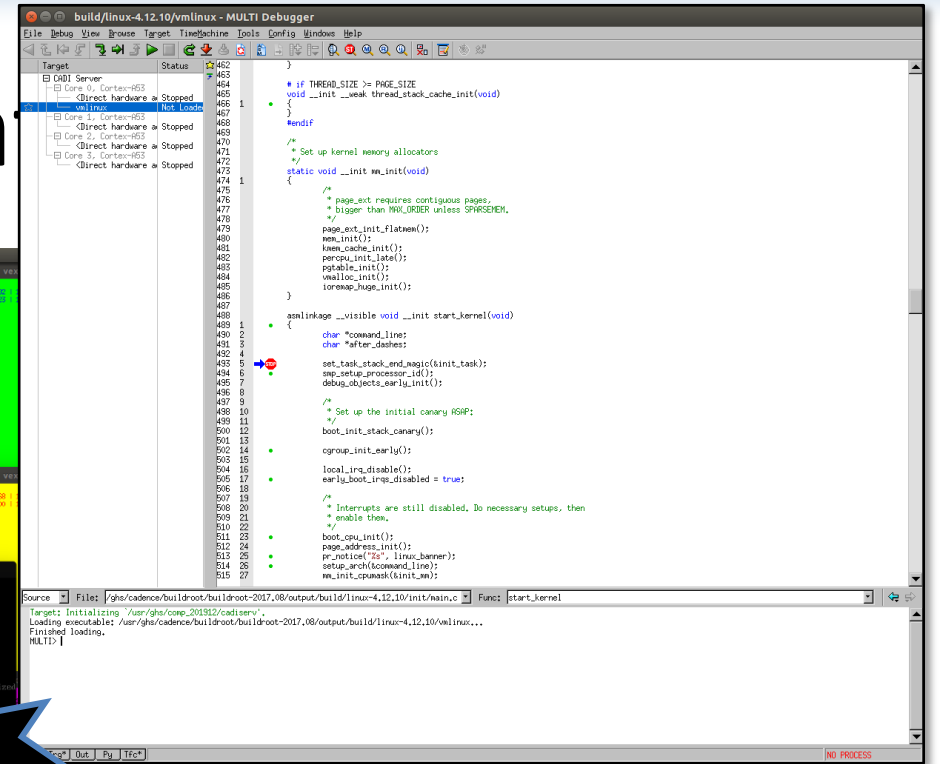 build/linux-4.12.10/vmlinux - MULTI Debugger
File Debug View Browse Target TimeMachine Tools Config Windows Help
Target Status
CADI Server
Core 0, Cortex-A53
<Direct hardware a Stopped
vmlinux Not Loade
Core 1, Cortex-A53
<Direct hardware a Stopped
Core 2, Cortex-A53
<Direct hardware a Stopped
Core 3, Cortex-A53
<Direct hardware a Stopped
462 }
463
464 # if THREAD_SIZE >= PAGE_SIZE
465 void __init __weak thread_stack_cache_init(void)
466 1 {
467 }
468 #endif
469
470 /*
471 * Set up kernel memory allocators
472 */
473 static void __init mm_init(void)
474 1 {
475 /*
476 * page_ext requires contiguous pages,
477 * bigger than MAX_ORDER unless SPARSEMEM.
478 */
479 page_ext_init_flatmem();
480 mem_init();
481 kmem_cache_init();
482 percpu_init_late();
483 pgtable_init();
484 vmalloc_init();
485 ioremap_huge_init();
486 }
487
488 asmlinkage __visible void __init start_kernel(void)
489 1 {
490 2 char *command_line;
491 3 char *after_dashes;
492 4
493 5 STOP set_task_stack_end_magic(&init_task);
494 6 smp_setup_processor_id();
495 7 debug_objects_early_init();
496 8
497 9 /*
498 10 * Set up the initial canary ASAP:
499 11 */
500 12 boot_init_stack_canary();
501 13
502 14 cgroup_init_early();
503 15
504 16 local_irq_disable();
505 17 early_boot_irqs_disabled = true;
506 18
507 19 /*
508 20 * Interrupts are still disabled. Do necessary setups, then
509 21 * enable them.
510 22 */
511 23 boot_cpu_init();
512 24 page_address_init();
513 25 pr_notice("%s", linux_banner);
514 26 setup_arch(&command_line);
515 27 mm_init_cpumask(&init_mm);
Source File: /ghs/cadence/buildroot/buildroot-2017.08/output/build/linux-4.12.10/init/main.c Func: start_kernel
Target: Initializing '/usr/ghs/comp_201912/cadiserv'.
Loading executable: /usr/ghs/cadence/buildroot/buildroot-2017.08/output/build/linux-4.12.10/vmlinux...
Finished loading.
MULTI>
Trg* Out Py Tfc* NO PROCESS